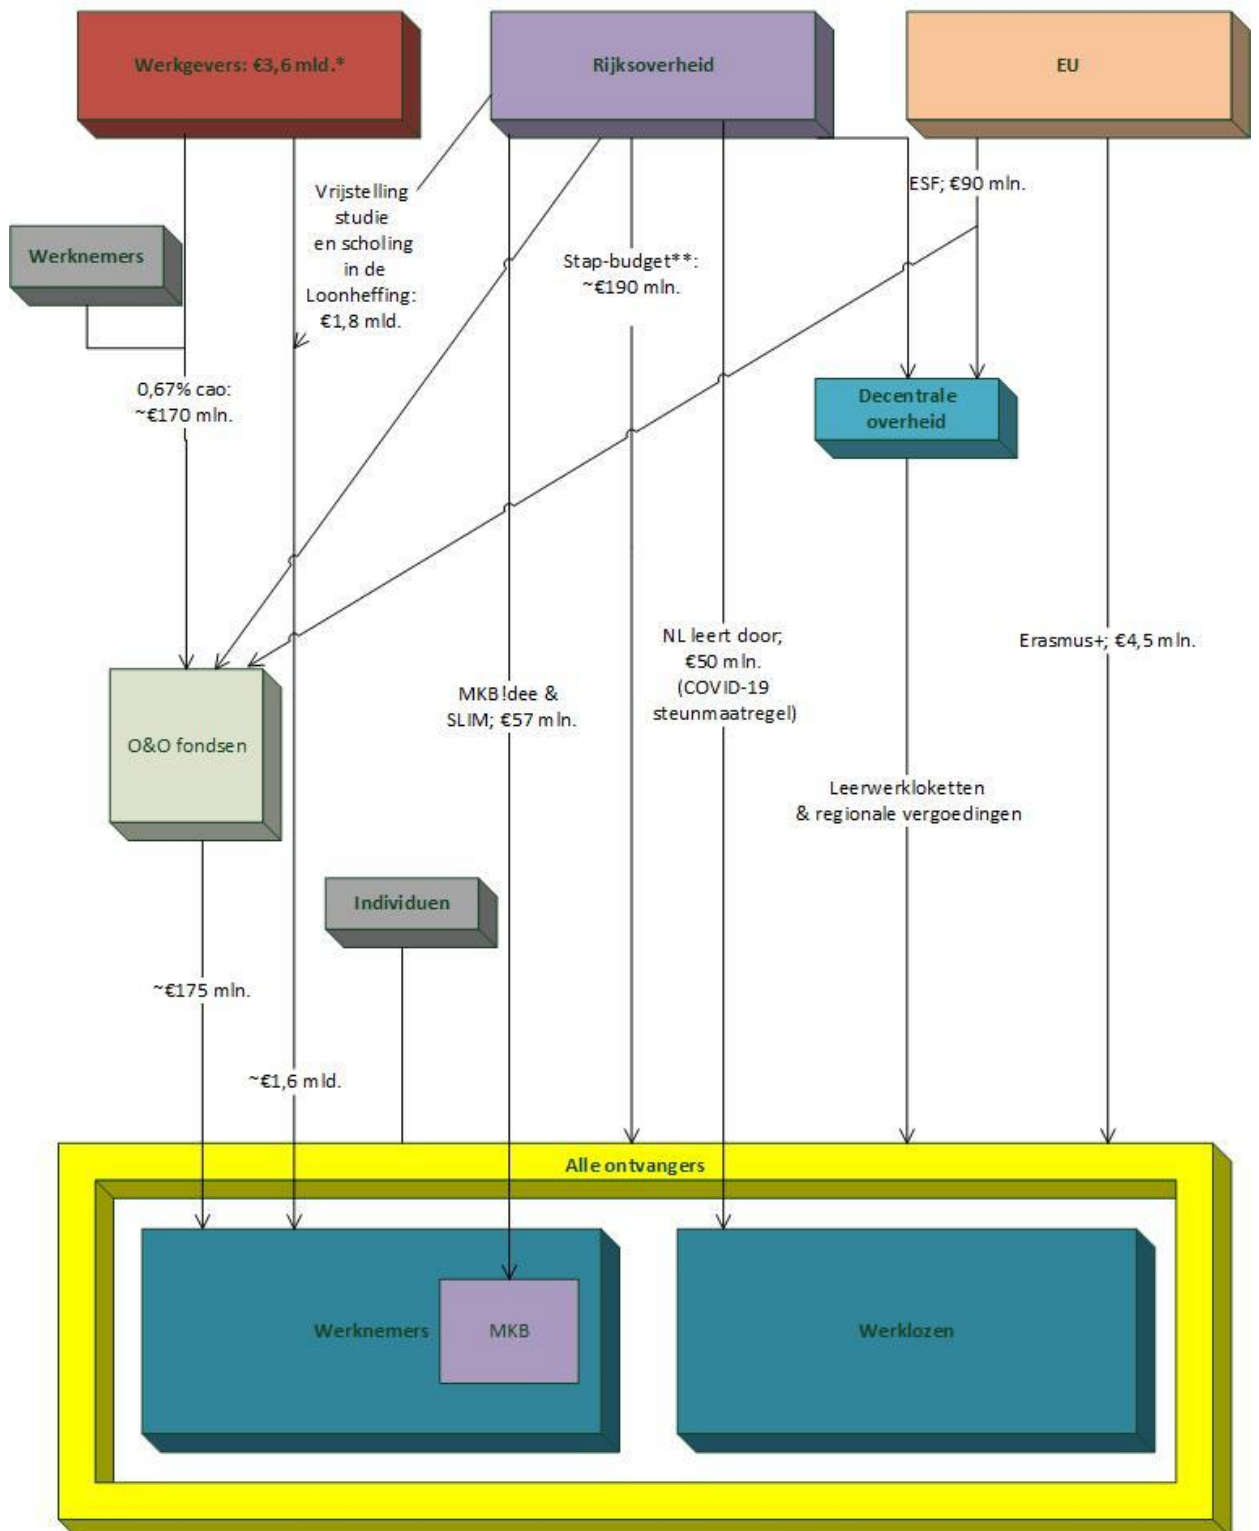 Werkgevers: €3,6 mld.*
Rijksoverheid
EU
Vrijstelling
studie
en scholing
in de
Loonheffing:
€1,8 mld.
ESF; €90 mln.
Werknemers
Stap-budget**:
~€190 mln.
0,67% cao:
~€170 mln.
Decentrale
overheid
NL leert door;
€50 mln.
(COVID-19
steunmaatregel)
Erasmus+; €4,5 mln.
MKB!dee &
SLIM; €57 mln.
O&O fondsen
Leerwerkloketten
& regionale vergoedingen
Individuen
~€175 mln.
~€1,6 mld.
Alle ontvangers
Werknemers
MKB
Werklozen